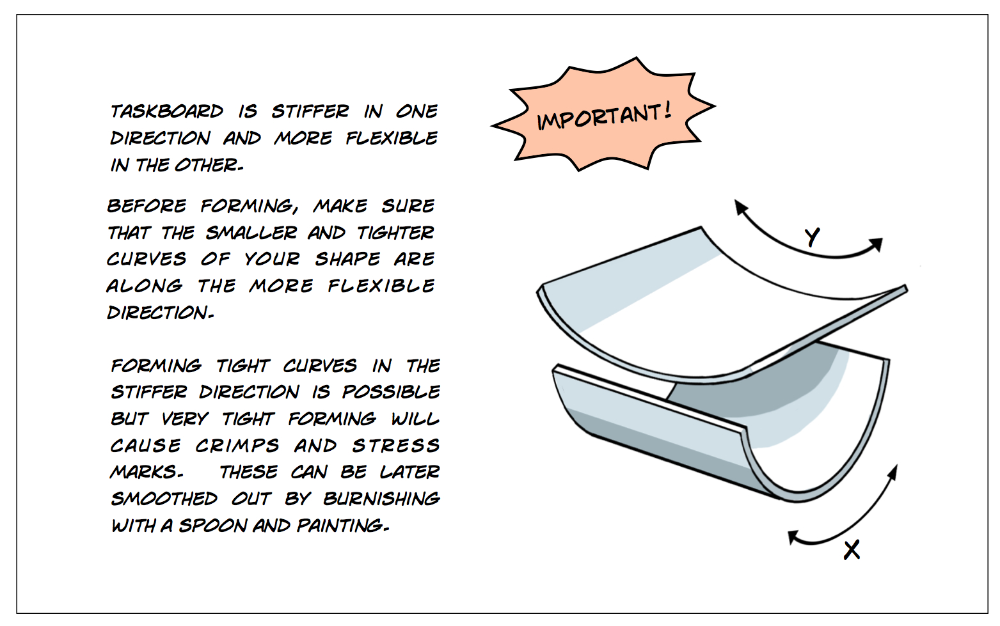 TASKBOARD IS STIFFER IN ONE
DIRECTION AND MORE FLEXIBLE
IN THE OTHER.
BEFORE FORMING, MAKE SURE
THAT THE SMALLER AND TIGHTER
CURVES OF YOUR SHAPE ARE
ALONG THE MORE FLEXIBLE
DIRECTION.
FORMING TIGHT CURVES IN THE
STIFFER DIRECTION IS POSSIBLE
BUT VERY TIGHT FORMING WILL
CAUSE CRIMPS AND STRESS
MARKS. THESE CAN BE LATER
SMOOTHED OUT BY BURNISHING
WITH A SPOON AND PAINTING.
IMPORTANT!
Y
X